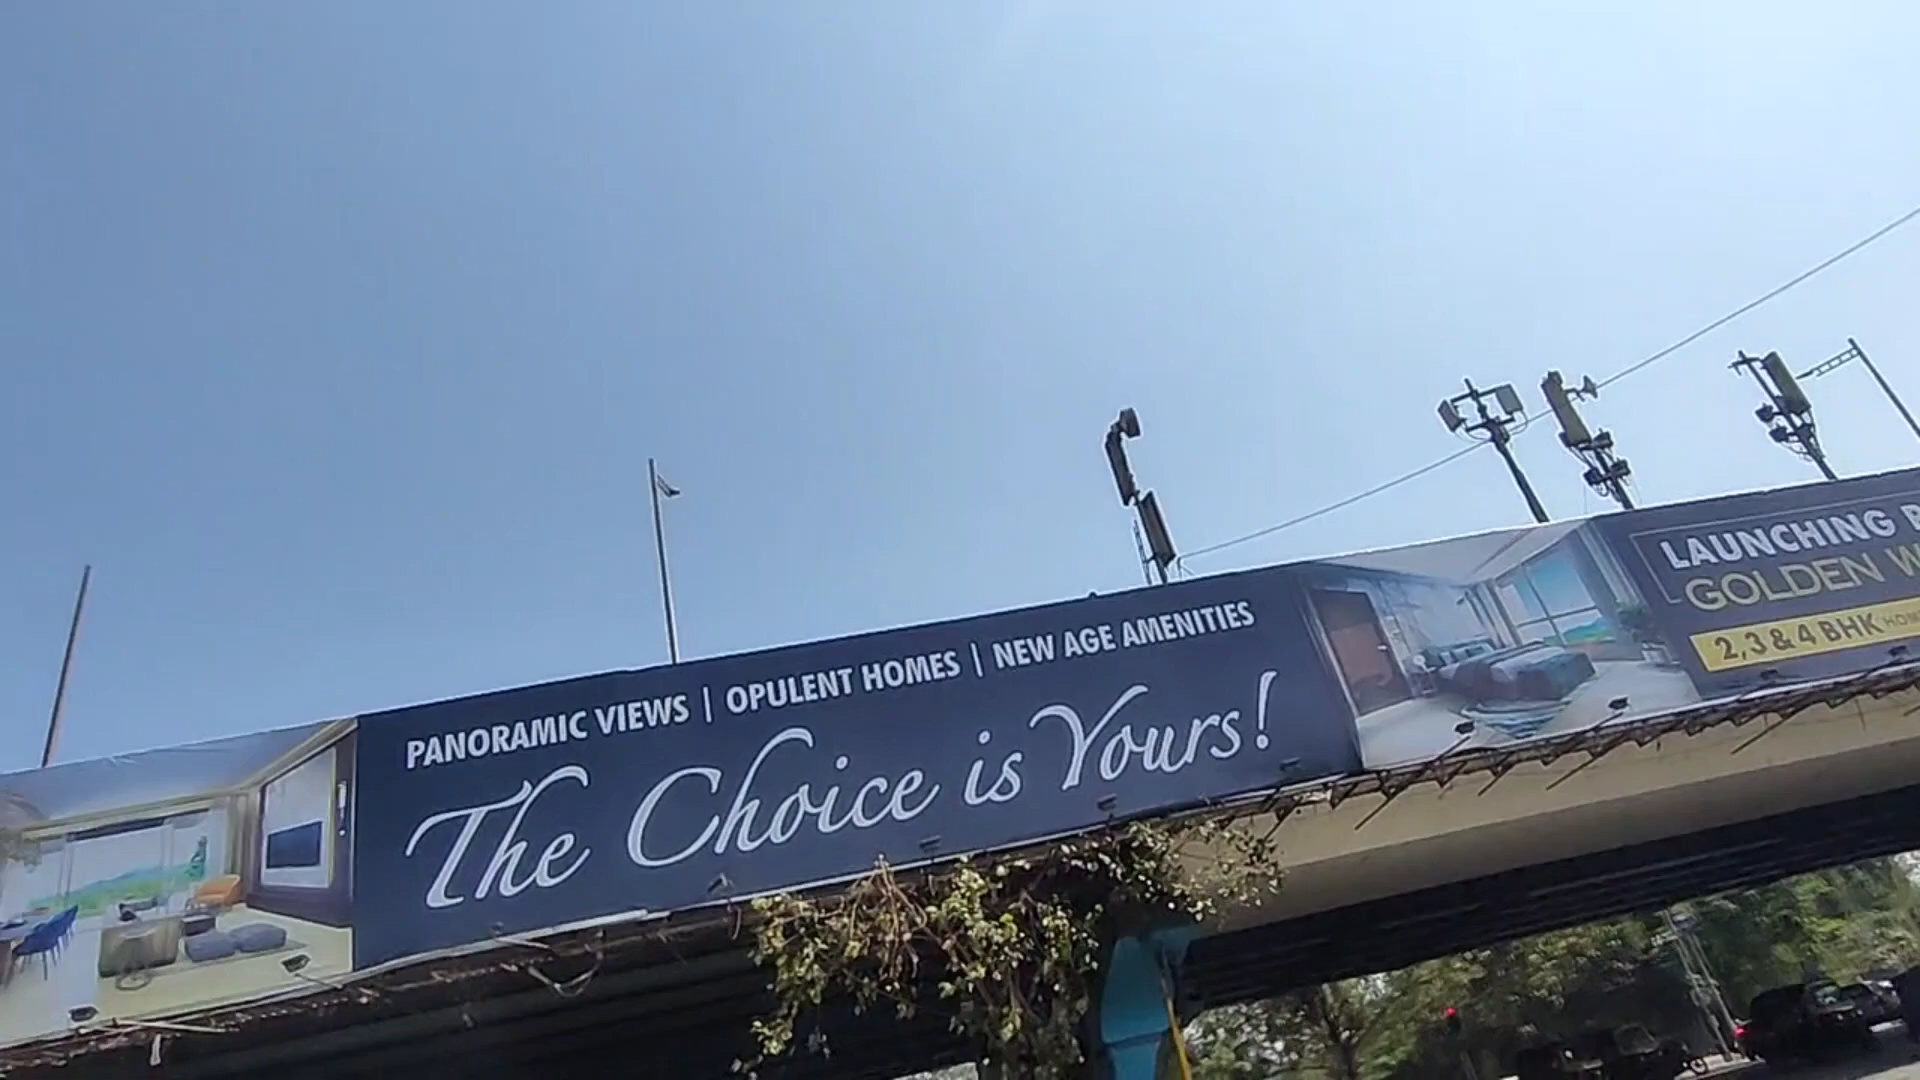 PANORAMIC VIEWS | OPULENT HOMES | NEW AGE AMENITIES
The Choice is Yours!
LAUNCHING
GOLDEN
2,3 & 4 BHK